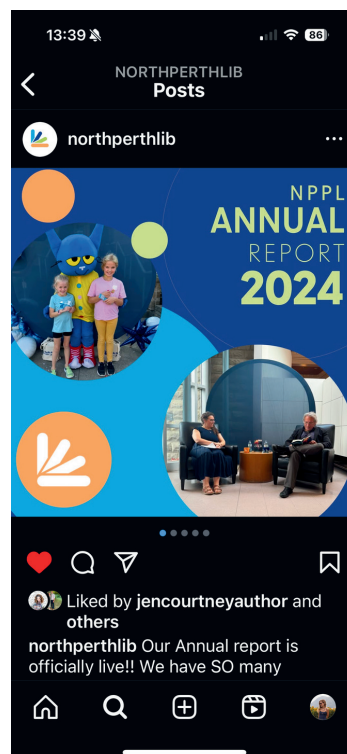 13:39
86
NORTHPERTHLIB
Posts
northperthlib
NPPL
ANNUAL
REPORT
2024
Liked by jencourtneyauthor and
others
northperthlib Our Annual report is
officially live!! We have SO many